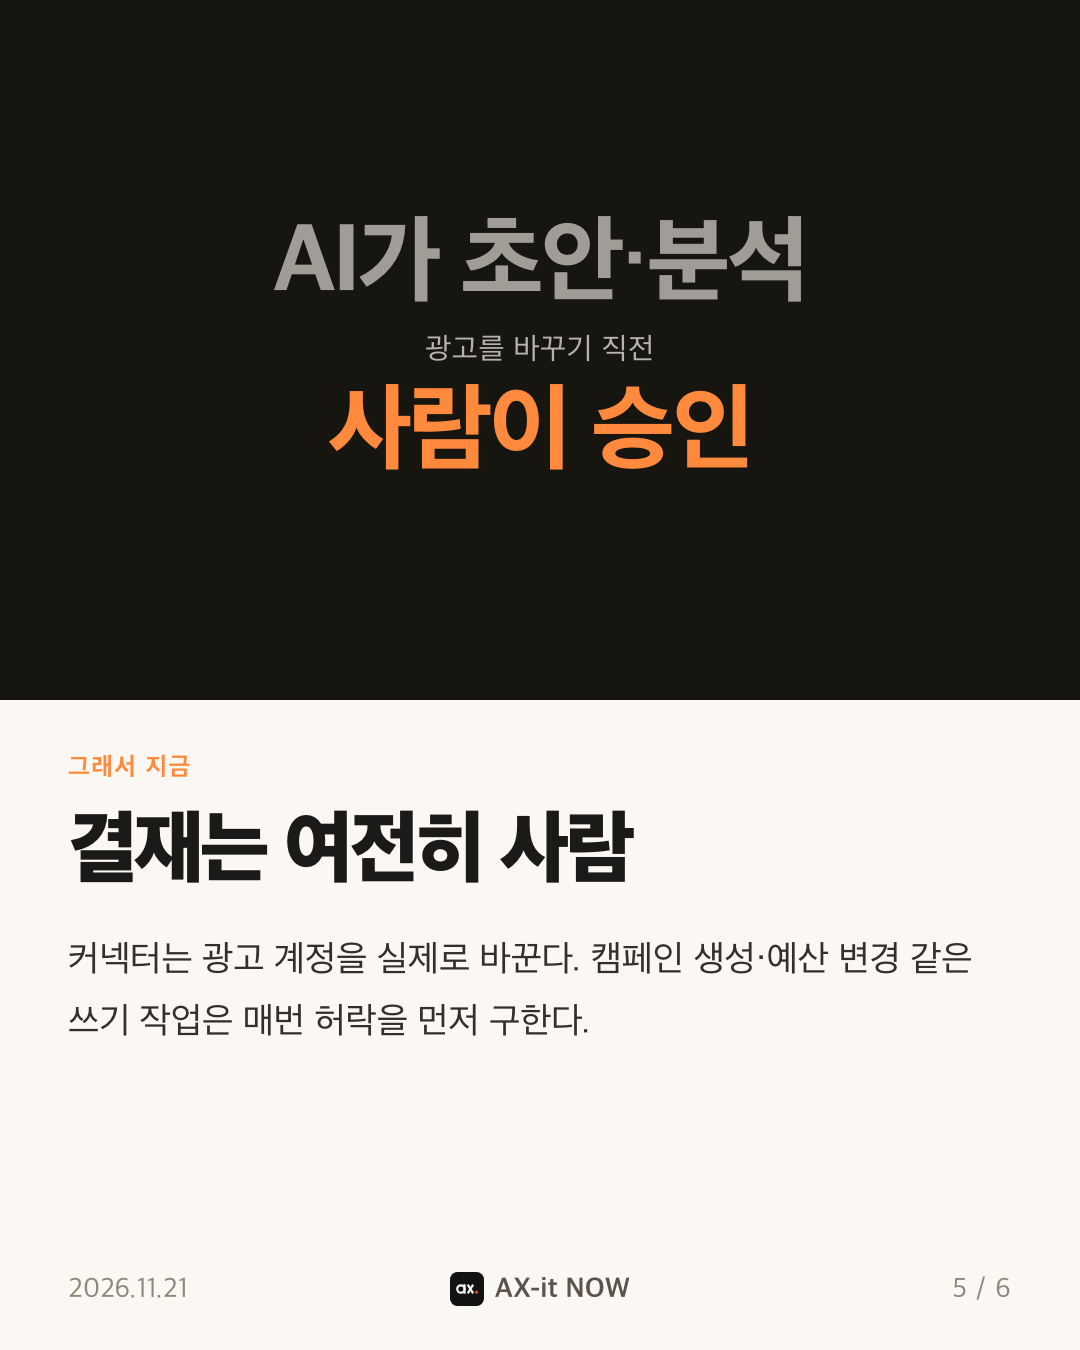 AI가 초안·분석
광고를 바꾸기 직전
사람이 승인
그래서 지금
결재는 여전히 사람
커넥터는 광고 계정을 실제로 바꾼다. 캠페인 생성·예산 변경 같은
쓰기 작업은 매번 허락을 먼저 구한다.
2026.11.21
ax. AX-it NOW
5 / 6